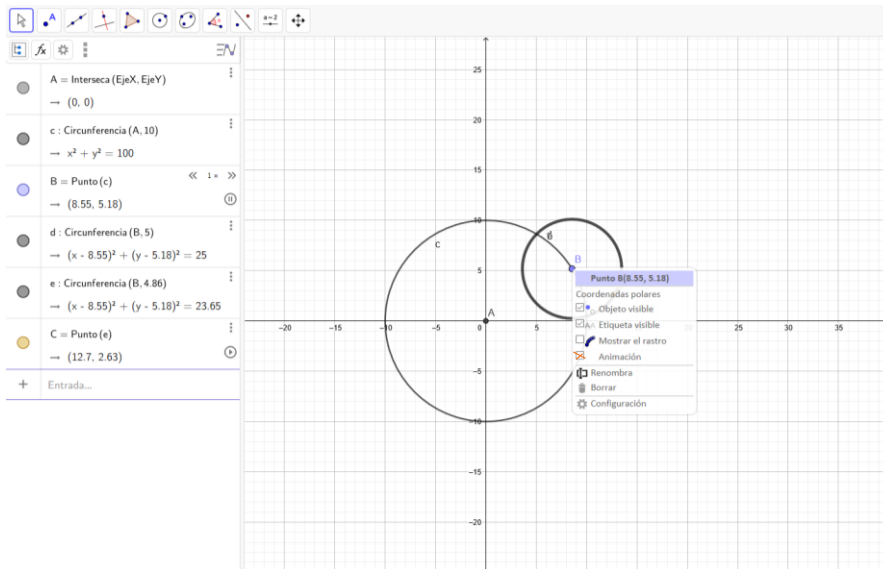 A
a=2
fx
A = Interseca (EjeX, EjeY)
→ (0, 0)
c : Circunferencia (A, 10)
→ x² + y² = 100
B = Punto (c)
1 ×
→ (8.55, 5.18)
d : Circunferencia (B, 5)
→ (x - 8.55)² + (y - 5.18)² = 25
e : Circunferencia (B, 4.86)
→ (x - 8.55)² + (y - 5.18)² = 23.65
C = Punto (e)
→ (12.7, 2.63)
+ Entrada...
25
20
15
10
5
0
−5
−10
−15
−20
−20 −15 −10 −5 0 5 20 25 30 35
c
B
A
Punto B(8.55, 5.18)
Coordenadas polares
Objeto visible
AA Etiqueta visible
Mostrar el rastro
Animación
Renombra
Borrar
Configuración